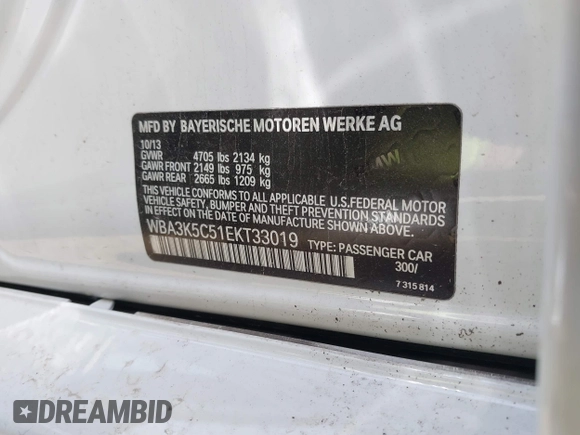 MFD BY BAYERISCHE MOTOREN WERKE AG
10/13
GVWR 4705 lbs 2134 kg
GAWR FRONT 2149 lbs 975 kg
GAWR REAR 2665 lbs 1209 kg
THIS VEHICLE CONFORMS TO ALL APPLICABLE U.S.FEDERAL MOTOR
VEHICLE SAFETY, BUMPER AND THEFT PREVENTION STANDARDS
IN EFFECT ON THE DATE OF MANUFACTURE SHOWN ABOVE.
WBA3K5C51EKT33019 TYPE: PASSENGER CAR
300/
7 315 814
DREAMBID